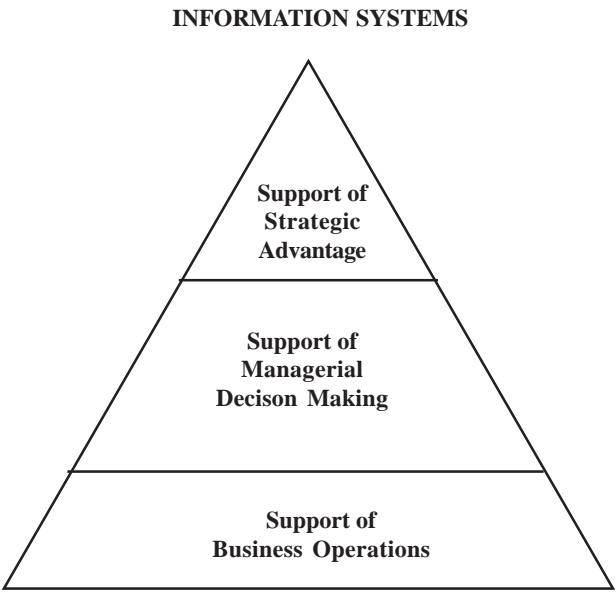 INFORMATION SYSTEMS
Support of
Strategic
Advantage
Support of
Managerial
Decison Making
Support of
Business Operations